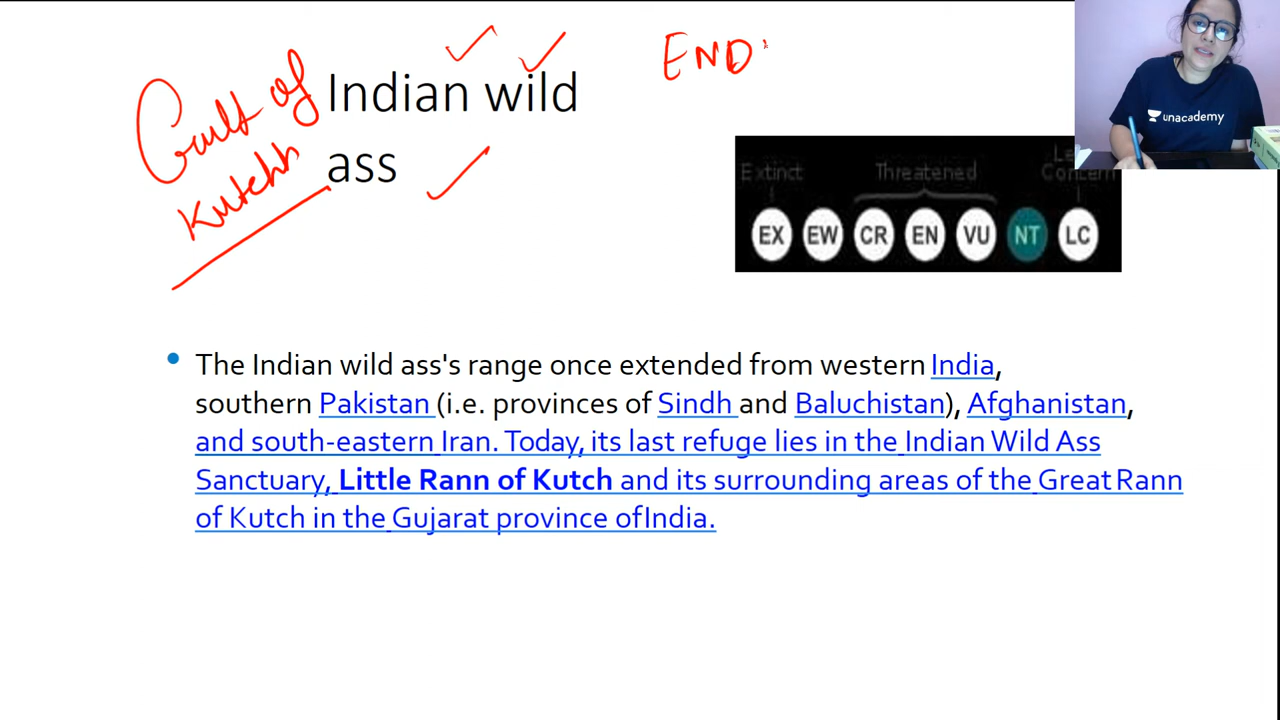 Gulf of
Kutchh
Indian wild
ass
END
unacademy
Extinct
Threatened
EX EW CR EN VU NT LC
The Indian wild ass's range once extended from western India,
southern Pakistan (i.e. provinces of Sindh and Baluchistan), Afghanistan,
and south-eastern Iran. Today, its last refuge lies in the Indian Wild Ass
Sanctuary, Little Rann of Kutch and its surrounding areas of the Great Rann
of Kutch in the Gujarat province ofIndia.